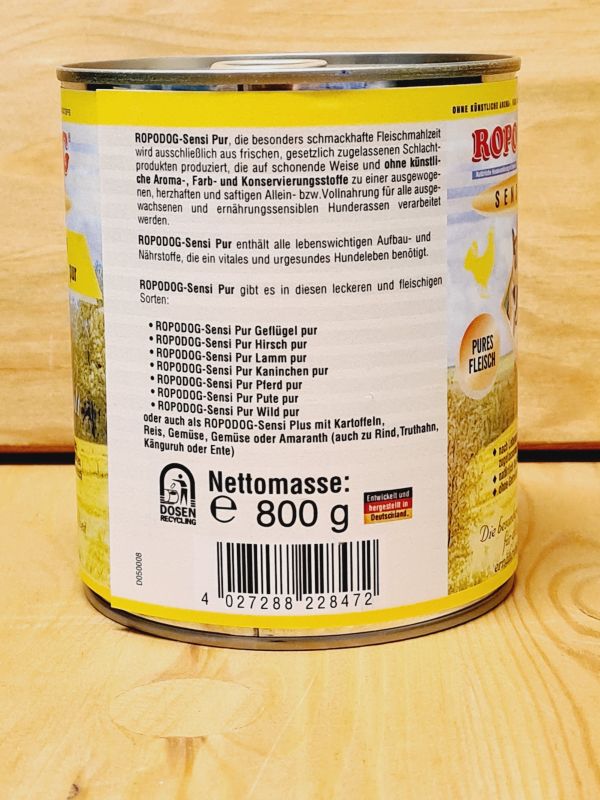 ROPODOG-Sensi Pur, die besonders schmackhafte Fleischmahlzeit
wird ausschließlich aus frischen, gesetzlich zugelassenen Schlacht-
produkten produziert, die auf schonende Weise und ohne künstli-
che Aroma-, Farb- und Konservierungsstoffe zu einer ausgewoge-
nen, herzhaften und saftigen Allein- bzw. Vollnahrung für alle ausge-
wachsenen und ernährungssensiblen Hunderassen verarbeitet
werden.
ROPODOG-Sensi Pur enthält alle lebenswichtigen Aufbau- und
Nährstoffe, die ein vitales und urgesundes Hundeleben benötigt.
ROPODOG-Sensi Pur gibt es in diesen leckeren und fleischigen
Sorten:
• ROPODOG-Sensi Pur Geflügel pur
• ROPODOG-Sensi Pur Hirsch pur
• ROPODOG-Sensi Pur Lamm pur
• ROPODOG-Sensi Pur Kaninchen pur
• ROPODOG-Sensi Pur Pferd pur
• ROPODOG-Sensi Pur Pute pur
• ROPODOG-Sensi Pur Wild pur
oder auch als ROPODOG-Sensi Plus mit Kartoffeln,
Reis, Gemüse, Gemüse oder Amaranth (auch zu Rind, Truthahn,
Känguruh oder Ente)
DOSEN
RECYCLING
Nettomasse:
e 800 g
Entwickelt und
hergestellt in
Deutschland.
D050008
4 027288 228472
pur
OHNE KÜNSTLICHE
PURES
FLEISCH
Die